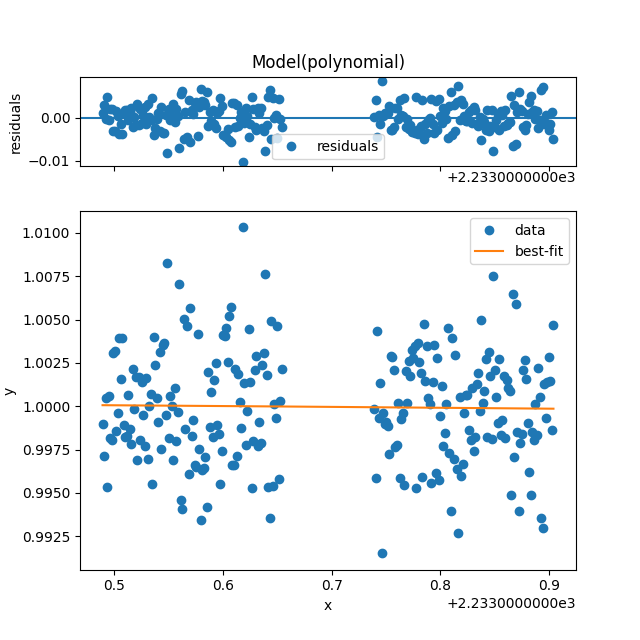 Model(polynomial)
residuals
0.00
−0.01
residuals
+2.2330000000e3
y
1.0100
1.0075
1.0050
1.0025
1.0000
0.9975
0.9950
0.9925
data
best-fit
0.5 0.6 0.7 0.8 0.9
x
+2.2330000000e3